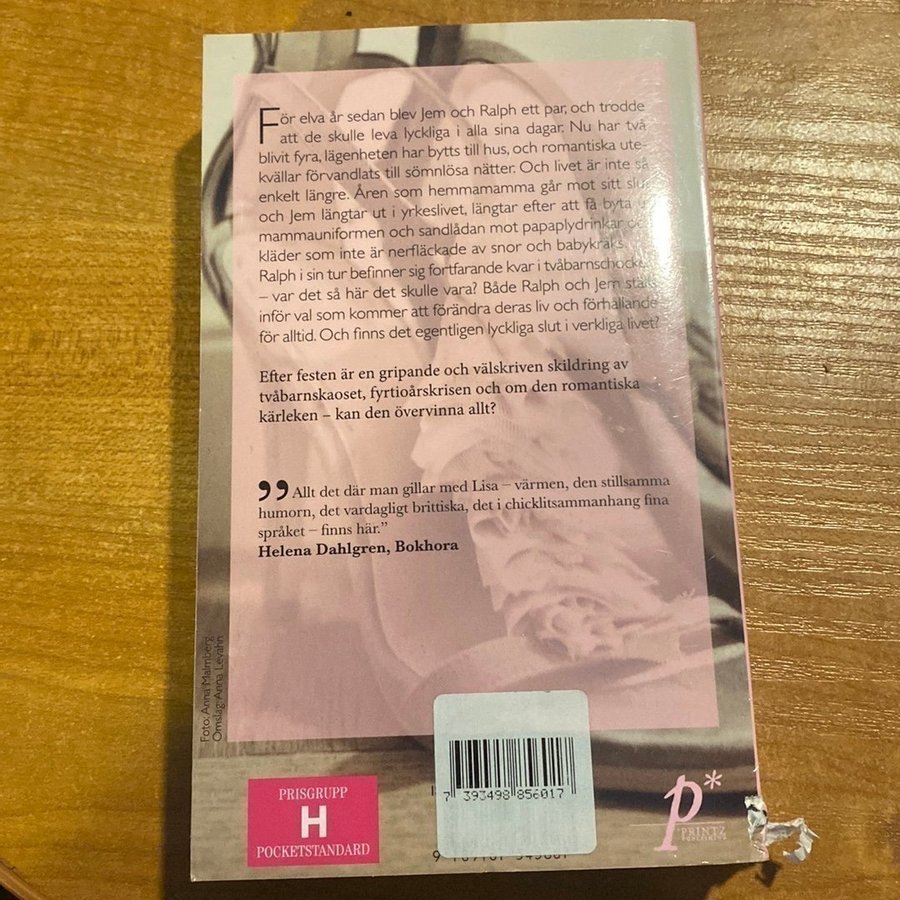 För elva år sedan blev Jem och Ralph ett par, och trodde
att de skulle leva lyckliga i alla sina dagar. Nu har två
blivit fyra, lägenheten har bytts till hus, och romantiska ute-
kvällar förvandlats till sömnlösa nätter. Och livet är inte så
enkelt längre. Åren som hemmamamma går mot sitt slut
och Jem längtar ut i yrkeslivet, längtar efter att få byta
mammauniformen och sandlådan mot papaplydrinkar
kläder som inte är nerfläckade av snor och babykräks.
Ralph i sin tur befinner sig fortfarande kvar i tvåbarnschocken
– var det så här det skulle vara? Både Ralph och Jem ställs
inför val som kommer att förändra deras liv och förhållande
för alltid. Och finns det egentligen lyckliga slut i verkliga livet?
Efter festen är en gripande och välskriven skildring av
tvåbarnskaoset, fyrtioårskrisen och om den romantiska
kärleken – kan den övervinna allt?
”Allt det där man gillar med Lisa – värmen, den stillsamma
humorn, det vardagligt brittiska, det i chicklitsammanhang fina
språket – finns här.”
Helena Dahlgren, Bokhora
Foto: Anna Malmberg
Omslag: Anna Levahn
PRISGRUPP
H
POCKETSTANDARD
7 393498 856017
p*
PRINTZ
PUBLISHING